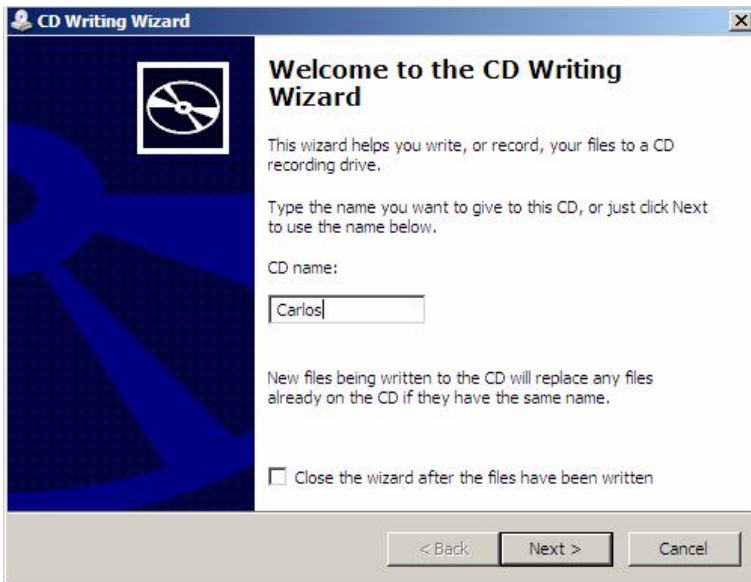 CD Writing Wizard
Welcome to the CD Writing
Wizard
This wizard helps you write, or record, your files to a CD
recording drive.
Type the name you want to give to this CD, or just click Next
to use the name below.
CD name:
Carlos
New files being written to the CD will replace any files
already on the CD if they have the same name.
Close the wizard after the files have been written
< Back Next > Cancel